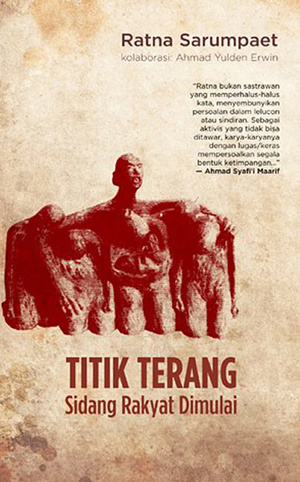 Ratna Sarumpaet
kolaborasi: Ahmad Yulden Erwin
"Ratna bukan sastrawan
yang memperhalus-halus
kata, menyembunyikan
persoalan dalam lelucon
atau sindiran. Sebagai
aktivis yang tidak bisa
ditawar, karya-karyanya
dengan lugas/keras
mempersoalkan segala
bentuk ketimpangan..."
— Ahmad Syafi'i Maarif
TITIK TERANG
Sidang Rakyat Dimulai